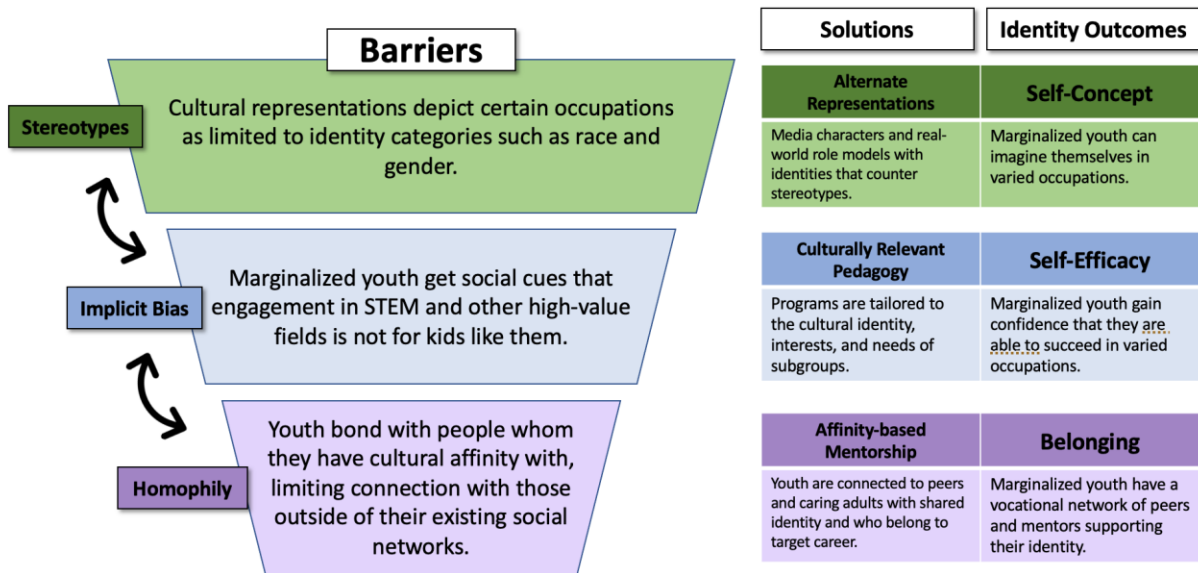 Barriers
Stereotypes
Cultural representations depict certain occupations
as limited to identity categories such as race and
gender.
Implicit Bias
Marginalized youth get social cues that
engagement in STEM and other high-value
fields is not for kids like them.
Homophily
Youth bond with people whom
they have cultural affinity with,
limiting connection with those
outside of their existing social
networks.
Solutions
Identity Outcomes
Alternate
Representations
Self-Concept
Media characters and real-
world role models with
identities that counter
stereotypes.
Marginalized youth can
imagine themselves in
varied occupations.
Culturally Relevant
Pedagogy
Self-Efficacy
Programs are tailored to
the cultural identity,
interests, and needs of
subgroups.
Marginalized youth gain
confidence that they are
able to succeed in varied
occupations.
Affinity-based
Mentorship
Belonging
Youth are connected to peers
and caring adults with shared
identity and who belong to
target career.
Marginalized youth have a
vocational network of peers
and mentors supporting
their identity.